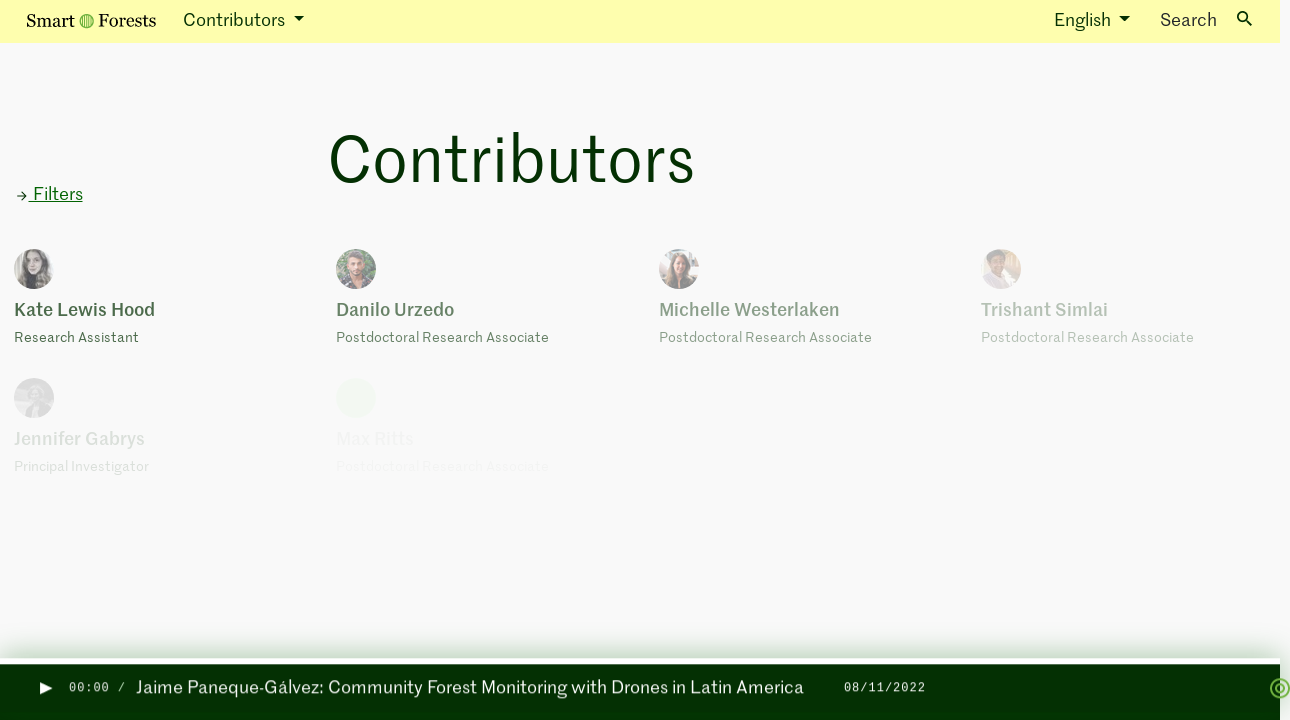 Smart Forests
Contributors
English
Search
Contributors
Filters
Kate Lewis Hood
Research Assistant
Danilo Urzedo
Postdoctoral Research Associate
Michelle Westerlaken
Postdoctoral Research Associate
Trishant Simlai
Postdoctoral Research Associate
Jennifer Gabrys
Principal Investigator
Max Ritts
Postdoctoral Research Associate
00:00 / Jaime Paneque-Gálvez: Community Forest Monitoring with Drones in Latin America 08/11/2022